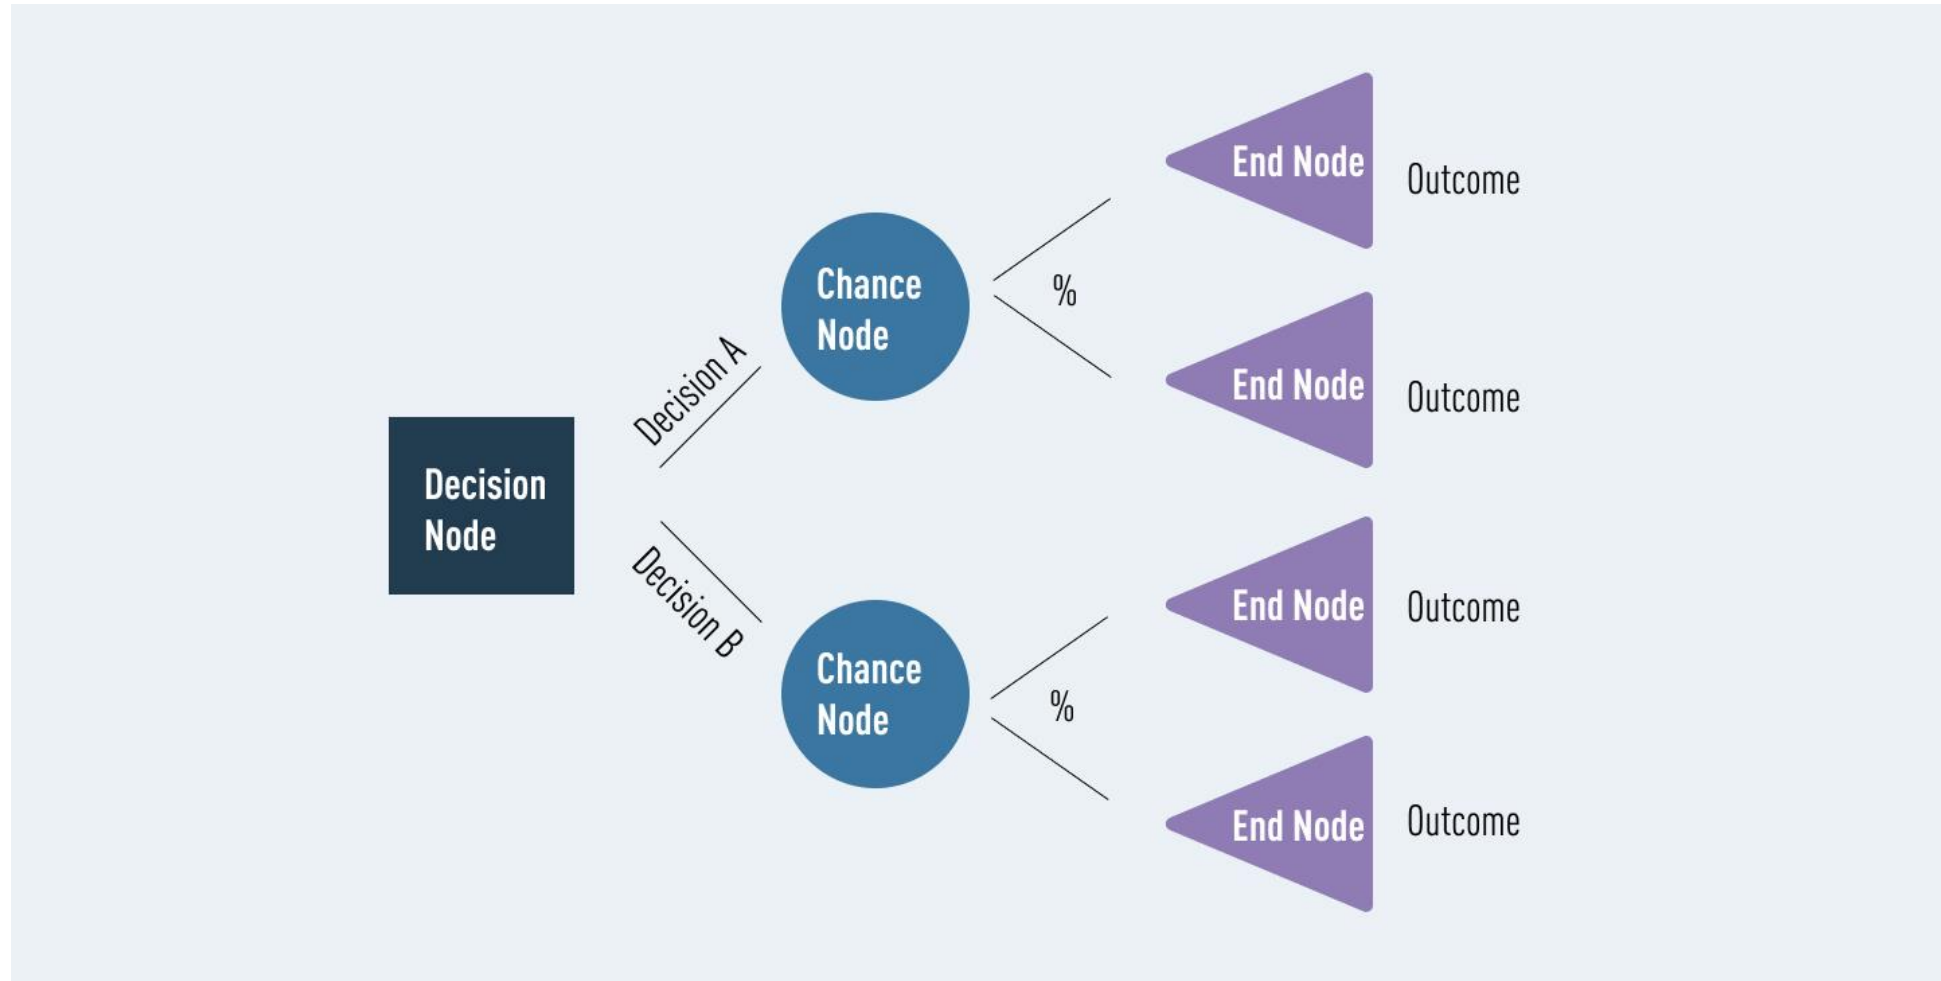 Decision
Node
Decision A
Decision B
Chance
Node
%
Chance
Node
%
End Node
Outcome
End Node
Outcome
End Node
Outcome
End Node
Outcome